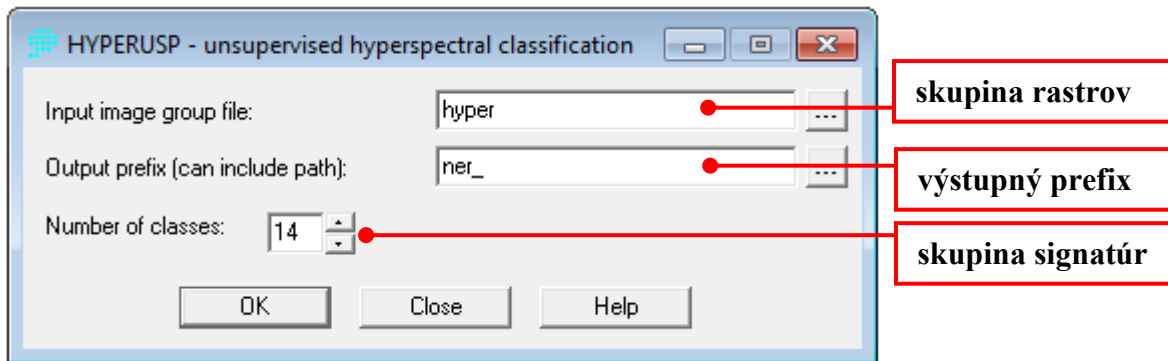 HYPERUSP - unsupervised hyperspectral classification
Input image group file:
hyper
...
skupina rastrov
Output prefix (can include path):
ner_
...
výstupný prefix
Number of classes:
14
skupina signatúr
OK
Close
Help